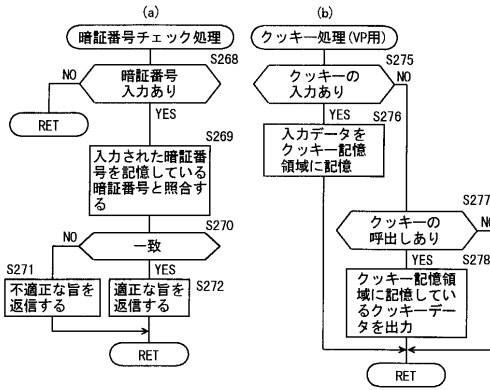 (a)
暗証番号チェック処理
S268
暗証番号
入力あり
NO
YES
RET
S269
入力された暗証番
号を記憶している
暗証番号と照合す
る
S270
一致
NO
YES
S271
不適正な旨を
返信する
S272
適正な旨を
返信する
RET
(b)
クッキー処理(VP用)
S275
クッキーの
入力あり
NO
YES
S276
入力データを
クッキー記憶
領域に記憶
S277
クッキーの
呼出しあり
NO
YES
S278
クッキー記憶領
域に記憶してい
るクッキーデー
タを出力
RET